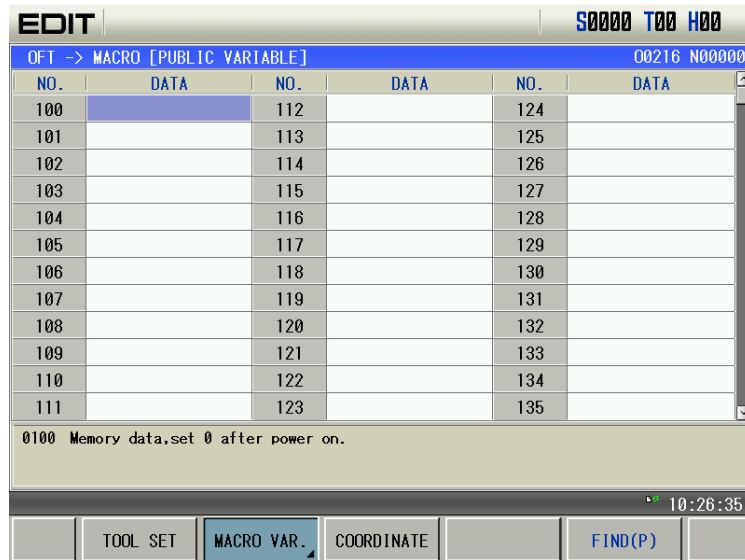 EDIT S0000 T00 H00
OFT -> MACRO [PUBLIC VARIABLE] O0216 N00000
NO. DATA NO. DATA NO. DATA
100 112 124
101 113 125
102 114 126
103 115 127
104 116 128
105 117 129
106 118 130
107 119 131
108 120 132
109 121 133
110 122 134
111 123 135
0100 Memory data,set 0 after power on.
10:26:35
TOOL SET MACRO VAR. COORDINATE FIND(P)